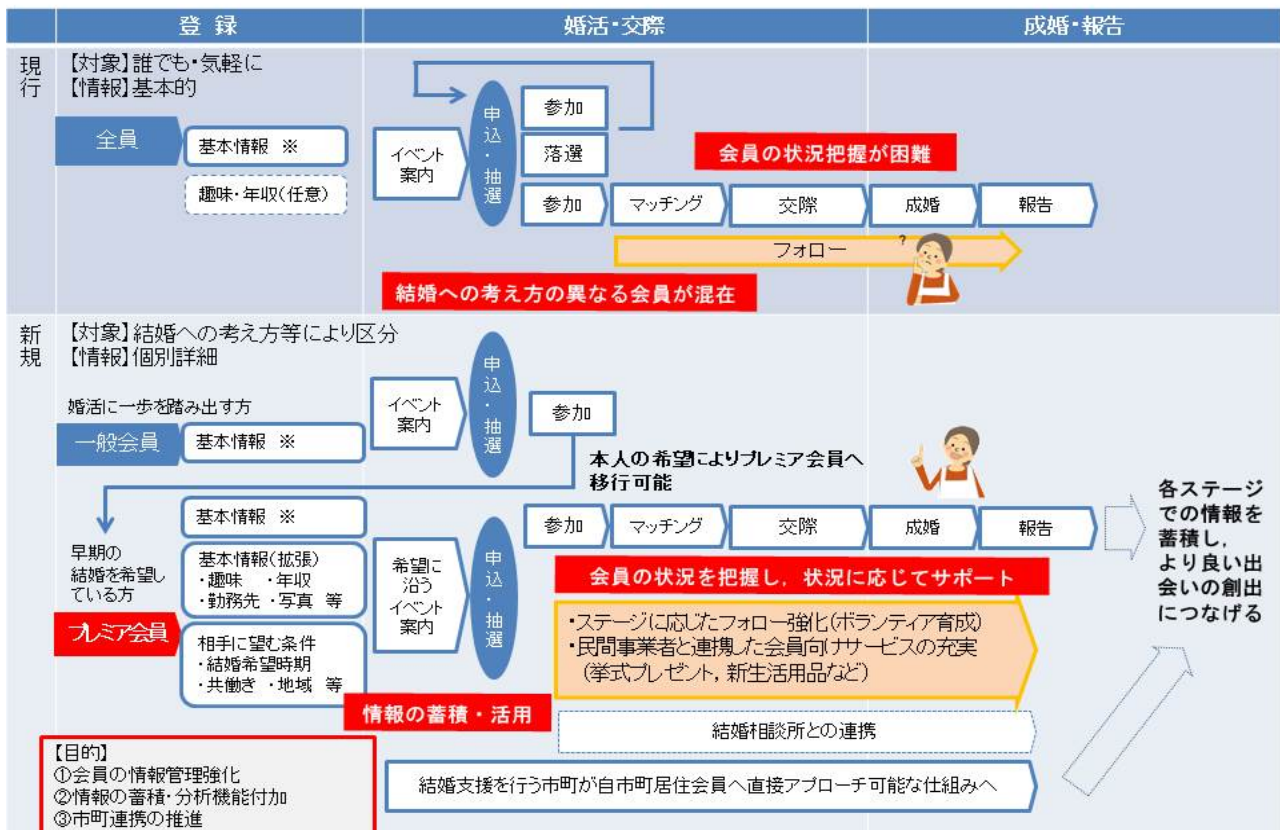 登録
婚活・交際
成婚・報告
現行
【対象】誰でも・気軽に
【情報】基本的
全員
基本情報 ※
趣味・年収(任意)
イベント
案内
申込・抽選
参加
落選
参加
マッチング
交際
成婚
報告
会員の状況把握が困難
フォロー
?
結婚への考え方の異なる会員が混在
新規
【対象】結婚への考え方等により区分
【情報】個別詳細
婚活に一歩を踏み出す方
一般会員
基本情報 ※
イベント
案内
申込・抽選
参加
本人の希望によりプレミア会員へ
移行可能
早期の
結婚を希望し
ている方
プレミア会員
基本情報 ※
基本情報(拡張)
・趣味 ・年収
・勤務先 ・写真 等
相手に望む条件
・結婚希望時期
・共働き ・地域 等
希望に
沿う
イベント
案内
申込・抽選
参加
マッチング
交際
成婚
報告
会員の状況を把握し，状況に応じてサポート
・ステージに応じたフォロー強化(ボランティア育成)
・民間事業者と連携した会員向けサービスの充実
(挙式プレゼント，新生活用品など)
情報の蓄積・活用
結婚相談所との連携
結婚支援を行う市町が自市町居住会員へ直接アプローチ可能な仕組みへ
各ステージ
での情報を
蓄積し，
より良い出
会いの創出
につなげる
【目的】
①会員の情報管理強化
②情報の蓄積・分析機能付加
③市町連携の推進